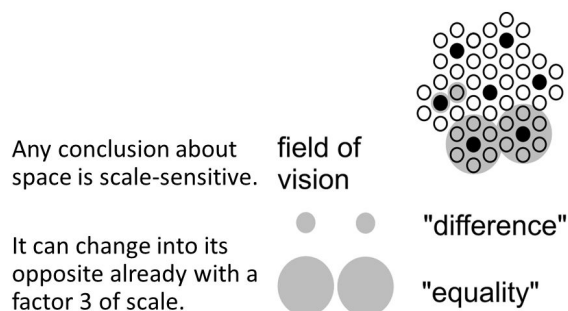 Any conclusion about
space is scale-sensitive.
It can change into its
opposite already with a
factor 3 of scale.
field of
vision
"difference"
"equality"